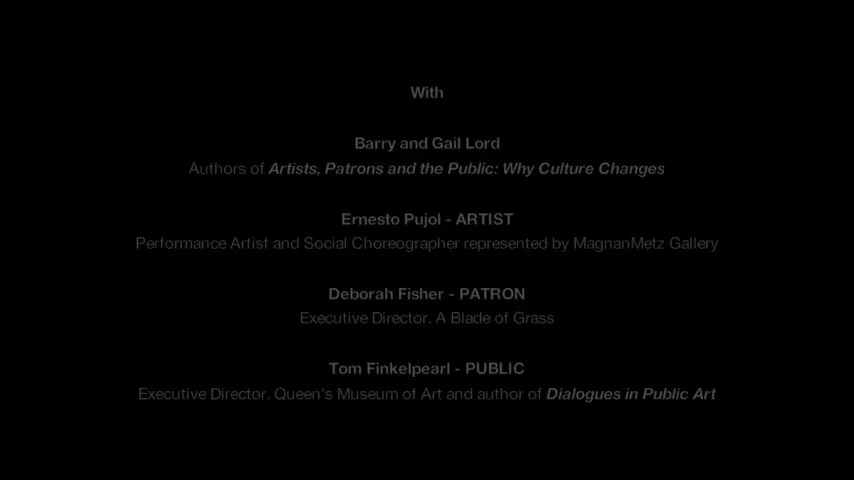 With
Barry and Gail Lord
Authors of Artists, Patrons and the Public: Why Culture Changes
Ernesto Pujol - ARTIST
Performance Artist and Social Choreographer represented by MagnanMetz Gallery
Deborah Fisher - PATRON
Executive Director, A Blade of Grass
Tom Finkelpearl - PUBLIC
Executive Director, Queen's Museum of Art and author of Dialogues in Public Art